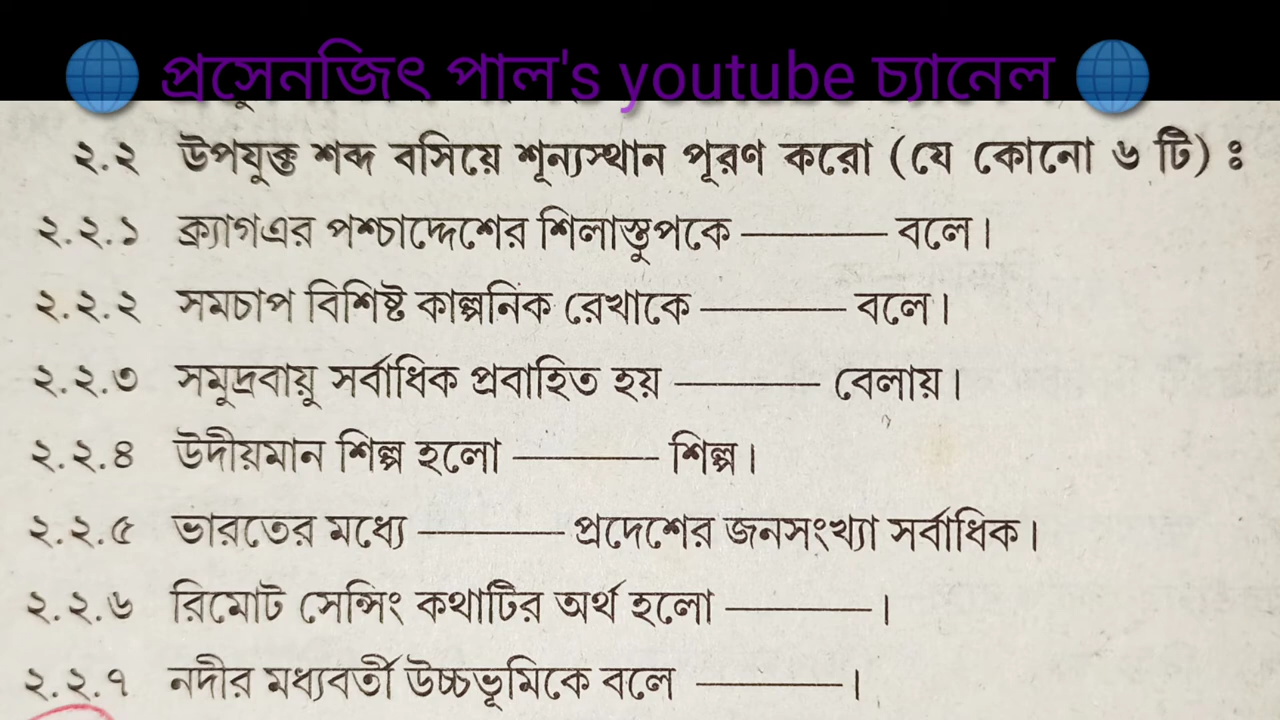 প্রসেনজিৎ পাল's youtube চ্যানেল
২.২ উপযুক্ত শব্দ বসিয়ে শূন্যস্থান পূরণ করো (যে কোনো ৬ টি) ঃ
২.২.১ ক্র্যাগএর পশ্চাদ্দেশের শিলাস্তুপকে ———— বলে।
২.২.২ সমচাপ বিশিষ্ট কাল্পনিক রেখাকে ———— বলে।
২.২.৩ সমুদ্রবায়ু সর্বাধিক প্রবাহিত হয় ———— বেলায়।
২.২.৪ উদীয়মান শিল্প হলো ———— শিল্প।
২.২.৫ ভারতের মধ্যে ———— প্রদেশের জনসংখ্যা সর্বাধিক।
২.২.৬ রিমোট সেন্সিং কথাটির অর্থ হলো ————।
২.২.৭ নদীর মধ্যবর্তী উচ্চভূমিকে বলে ————।